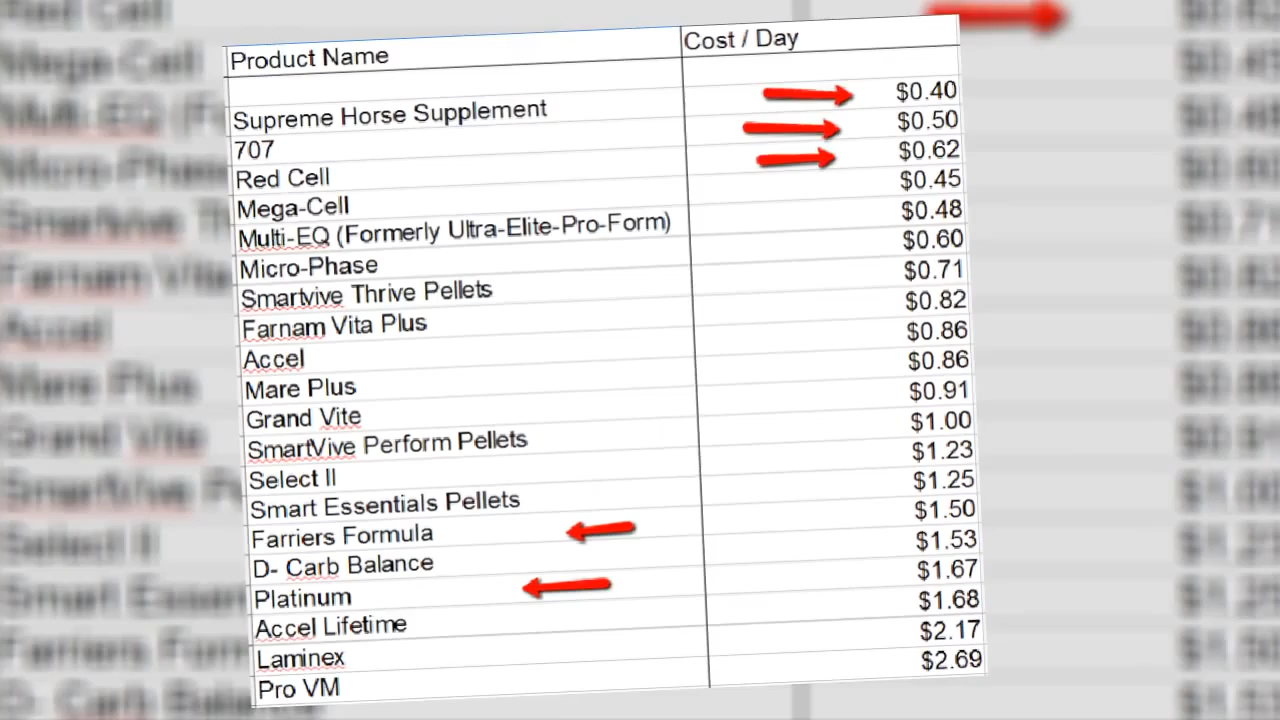 Product Name Cost / Day
Supreme Horse Supplement $0.40
707 $0.50
Red Cell $0.62
Mega-Cell $0.45
Multi-EQ (Formerly Ultra-Elite-Pro-Form) $0.48
Micro-Phase $0.60
Smartvive Thrive Pellets $0.71
Farnam Vita Plus $0.82
Accel $0.86
Mare Plus $0.86
Grand Vite $0.91
SmartVive Perform Pellets $1.00
Select II $1.23
Smart Essentials Pellets $1.25
Farriers Formula $1.50
D- Carb Balance $1.53
Platinum $1.67
Accel Lifetime $1.68
Laminex $2.17
Pro VM $2.69